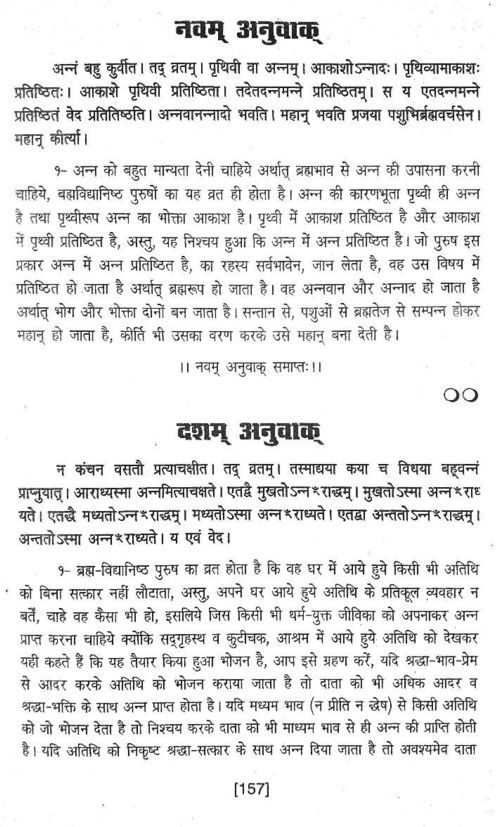 नवम् अनुवाक्
अन्नं बहु कुर्वीत। तद् व्रतम्। पृथिवी वा अन्नम्। आकाशोऽन्नादः। पृथिव्यामाकाशः
प्रतिष्ठितः। आकाशे पृथिवी प्रतिष्ठिता। तदेतदन्नमन्ने प्रतिष्ठितम्। स य एतदन्नमन्ने
प्रतिष्ठितं वेद प्रतितिष्ठति। अन्नवानन्नादो भवति। महान् भवति प्रजया पशुभिर्ब्रह्मवर्चसेन।
महान् कीर्त्या।
१- अन्न को बहुत मान्यता देनी चाहिये अर्थात् ब्रह्मभाव से अन्न की उपासना करनी
चाहिये, बह्मविद्यानिष्ठ पुरुषों का यह व्रत ही होता है। अन्न की कारणभूता पृथ्वी ही अन्न
है तथा पृथ्वीरूप अन्न का भोक्ता आकाश है। पृथ्वी में आकाश प्रतिष्ठित है और आकाश
में पृथ्वी प्रतिष्ठित है, अस्तु, यह निश्चय हुआ कि अन्न में अन्न प्रतिष्ठित है। जो पुरुष इस
प्रकार अन्न में अन्न प्रतिष्ठित है, का रहस्य सर्वभावेन, जान लेता है, वह उस विषय में
प्रतिष्ठित हो जाता है अर्थात् ब्रह्मरूप हो जाता है। वह अन्नवान और अन्नाद हो जाता है
अर्थात् भोग और भोक्ता दोनों बन जाता है। सन्तान से, पशुओं से ब्रह्मतेज से सम्पन्न होकर
महान् हो जाता है, कीर्ति भी उसका वरण करके उसे महान् बना देती है।
।। नवम् अनुवाक् समाप्तः।।
दशम् अनुवाक्
न कंचन वसतौ प्रत्याचक्षीत। तद् व्रतम्। तस्माद्यया कया च विधया बह्वन्नं
प्राप्नुयात्। आराध्यस्मा अन्नमित्याचक्षते। एतद्वै मुखतोऽन्न*राद्धम्। मुखतोऽस्मा अन्न*राध
यते। एतद्धै मध्यतोऽन्न*राद्धम्। मध्यतोऽस्मा अन्न*राध्यते। एतद्वा अन्ततोऽन्न*राद्धम्।
अन्ततोऽस्मा अन्न*राध्यते। य एवं वेद।
१- ब्रह्म-विद्यानिष्ठ पुरुष का व्रत होता है कि वह घर में आये हुये किसी भी अतिथि
को बिना सत्कार नहीं लौटाता, अस्तु, अपने घर आये हुये अतिथि के प्रतिकूल व्यवहार न
बर्तें, चाहे वह कैसा भी हो, इसलिये जिस किसी भी धर्म-युक्त जीविका को अपनाकर अन्न
प्राप्त करना चाहिये क्योंकि सद्गृहस्थ व कुटीचक, आश्रम में आये हुये अतिथि को देखकर
यही कहते हैं कि यह तैयार किया हुआ भोजन है, आप इसे ग्रहण करें, यदि श्रद्धा-भाव-प्रेम
से आदर करके अतिथि को भोजन कराया जाता है तो दाता को भी अधिक आदर व
श्रद्धा-भक्ति के साथ अन्न प्राप्त होता है। यदि मध्यम भाव (न प्रीति न द्वेष) से किसी अतिथि
को जो भोजन देता है तो निश्चय करके दाता को भी माध्यम भाव से ही अन्न की प्राप्ति होती
है। यदि अतिथि को निकृष्ट श्रद्धा-सत्कार के साथ अन्न दिया जाता है तो अवश्यमेव दाता
[157]